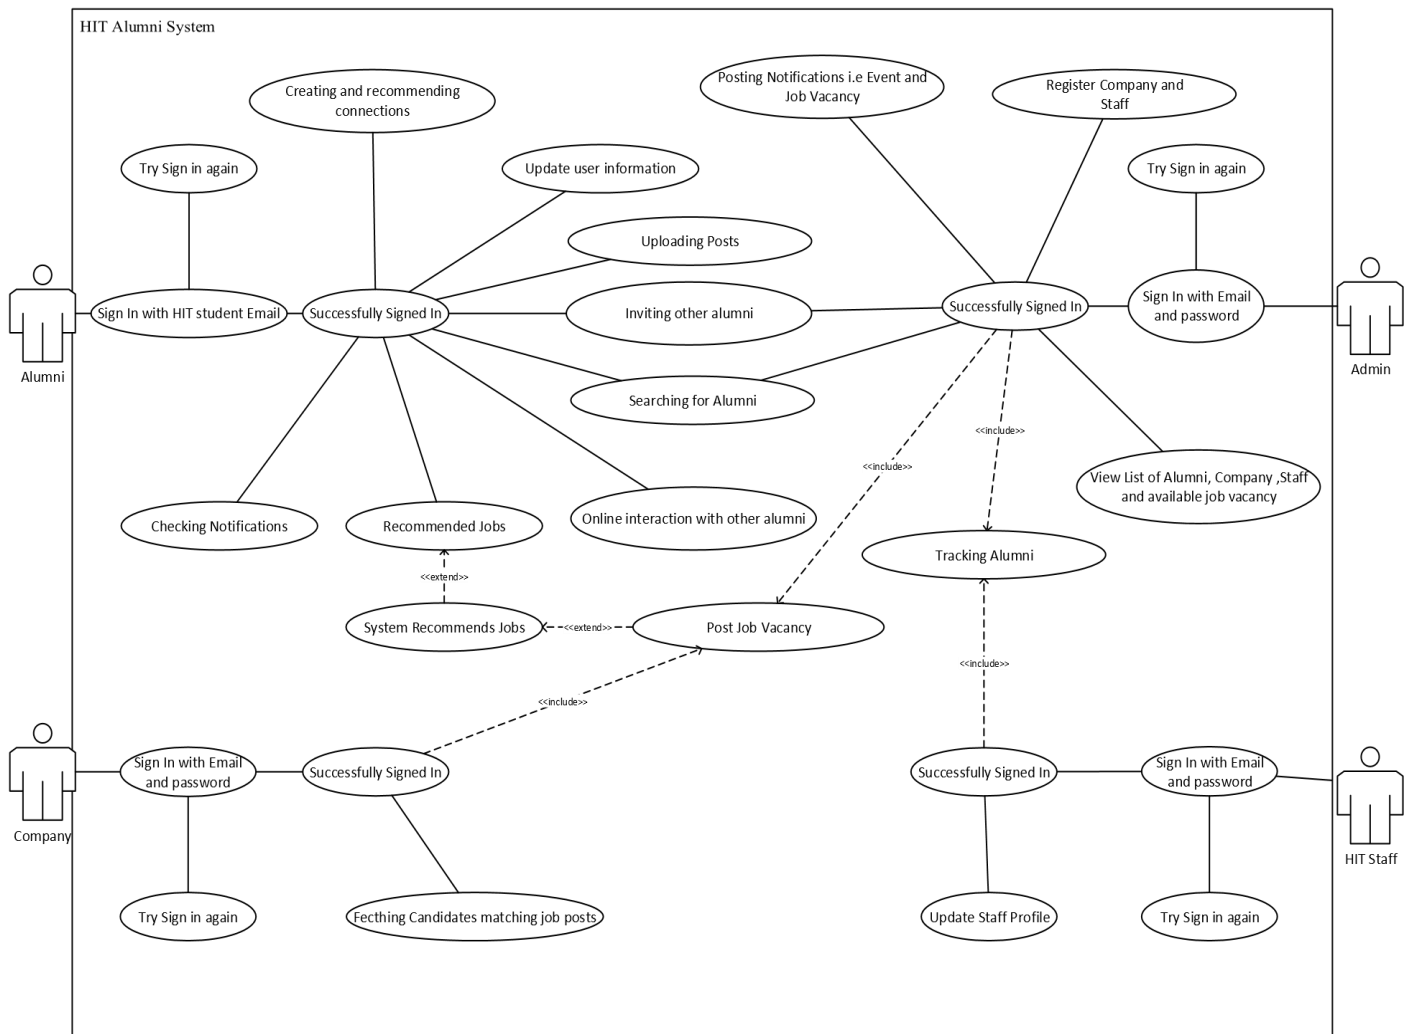 HIT Alumni System
Creating and recommending
connections
Posting Notifications i.e Event and
Job Vacancy
Register Company and
Staff
Try Sign in again
Update user information
Try Sign in again
Uploading Posts
Sign In with HIT student Email
Successfully Signed In
Inviting other alumni
Successfully Signed In
Sign In with Email
and password
Alumni
Admin
Searching for Alumni
<<include>>
<<include>>
View List of Alumni, Company ,Staff
and available job vacancy
Checking Notifications
Recommended Jobs
Online interaction with other alumni
Tracking Alumni
<<extend>>
System Recommends Jobs
<<extend>>
Post Job Vacancy
<<include>>
<<include>>
Sign In with Email
and password
Successfully Signed In
Successfully Signed In
Sign In with Email
and password
Company
HIT Staff
Try Sign in again
Fecthing Candidates matching job posts
Update Staff Profile
Try Sign in again